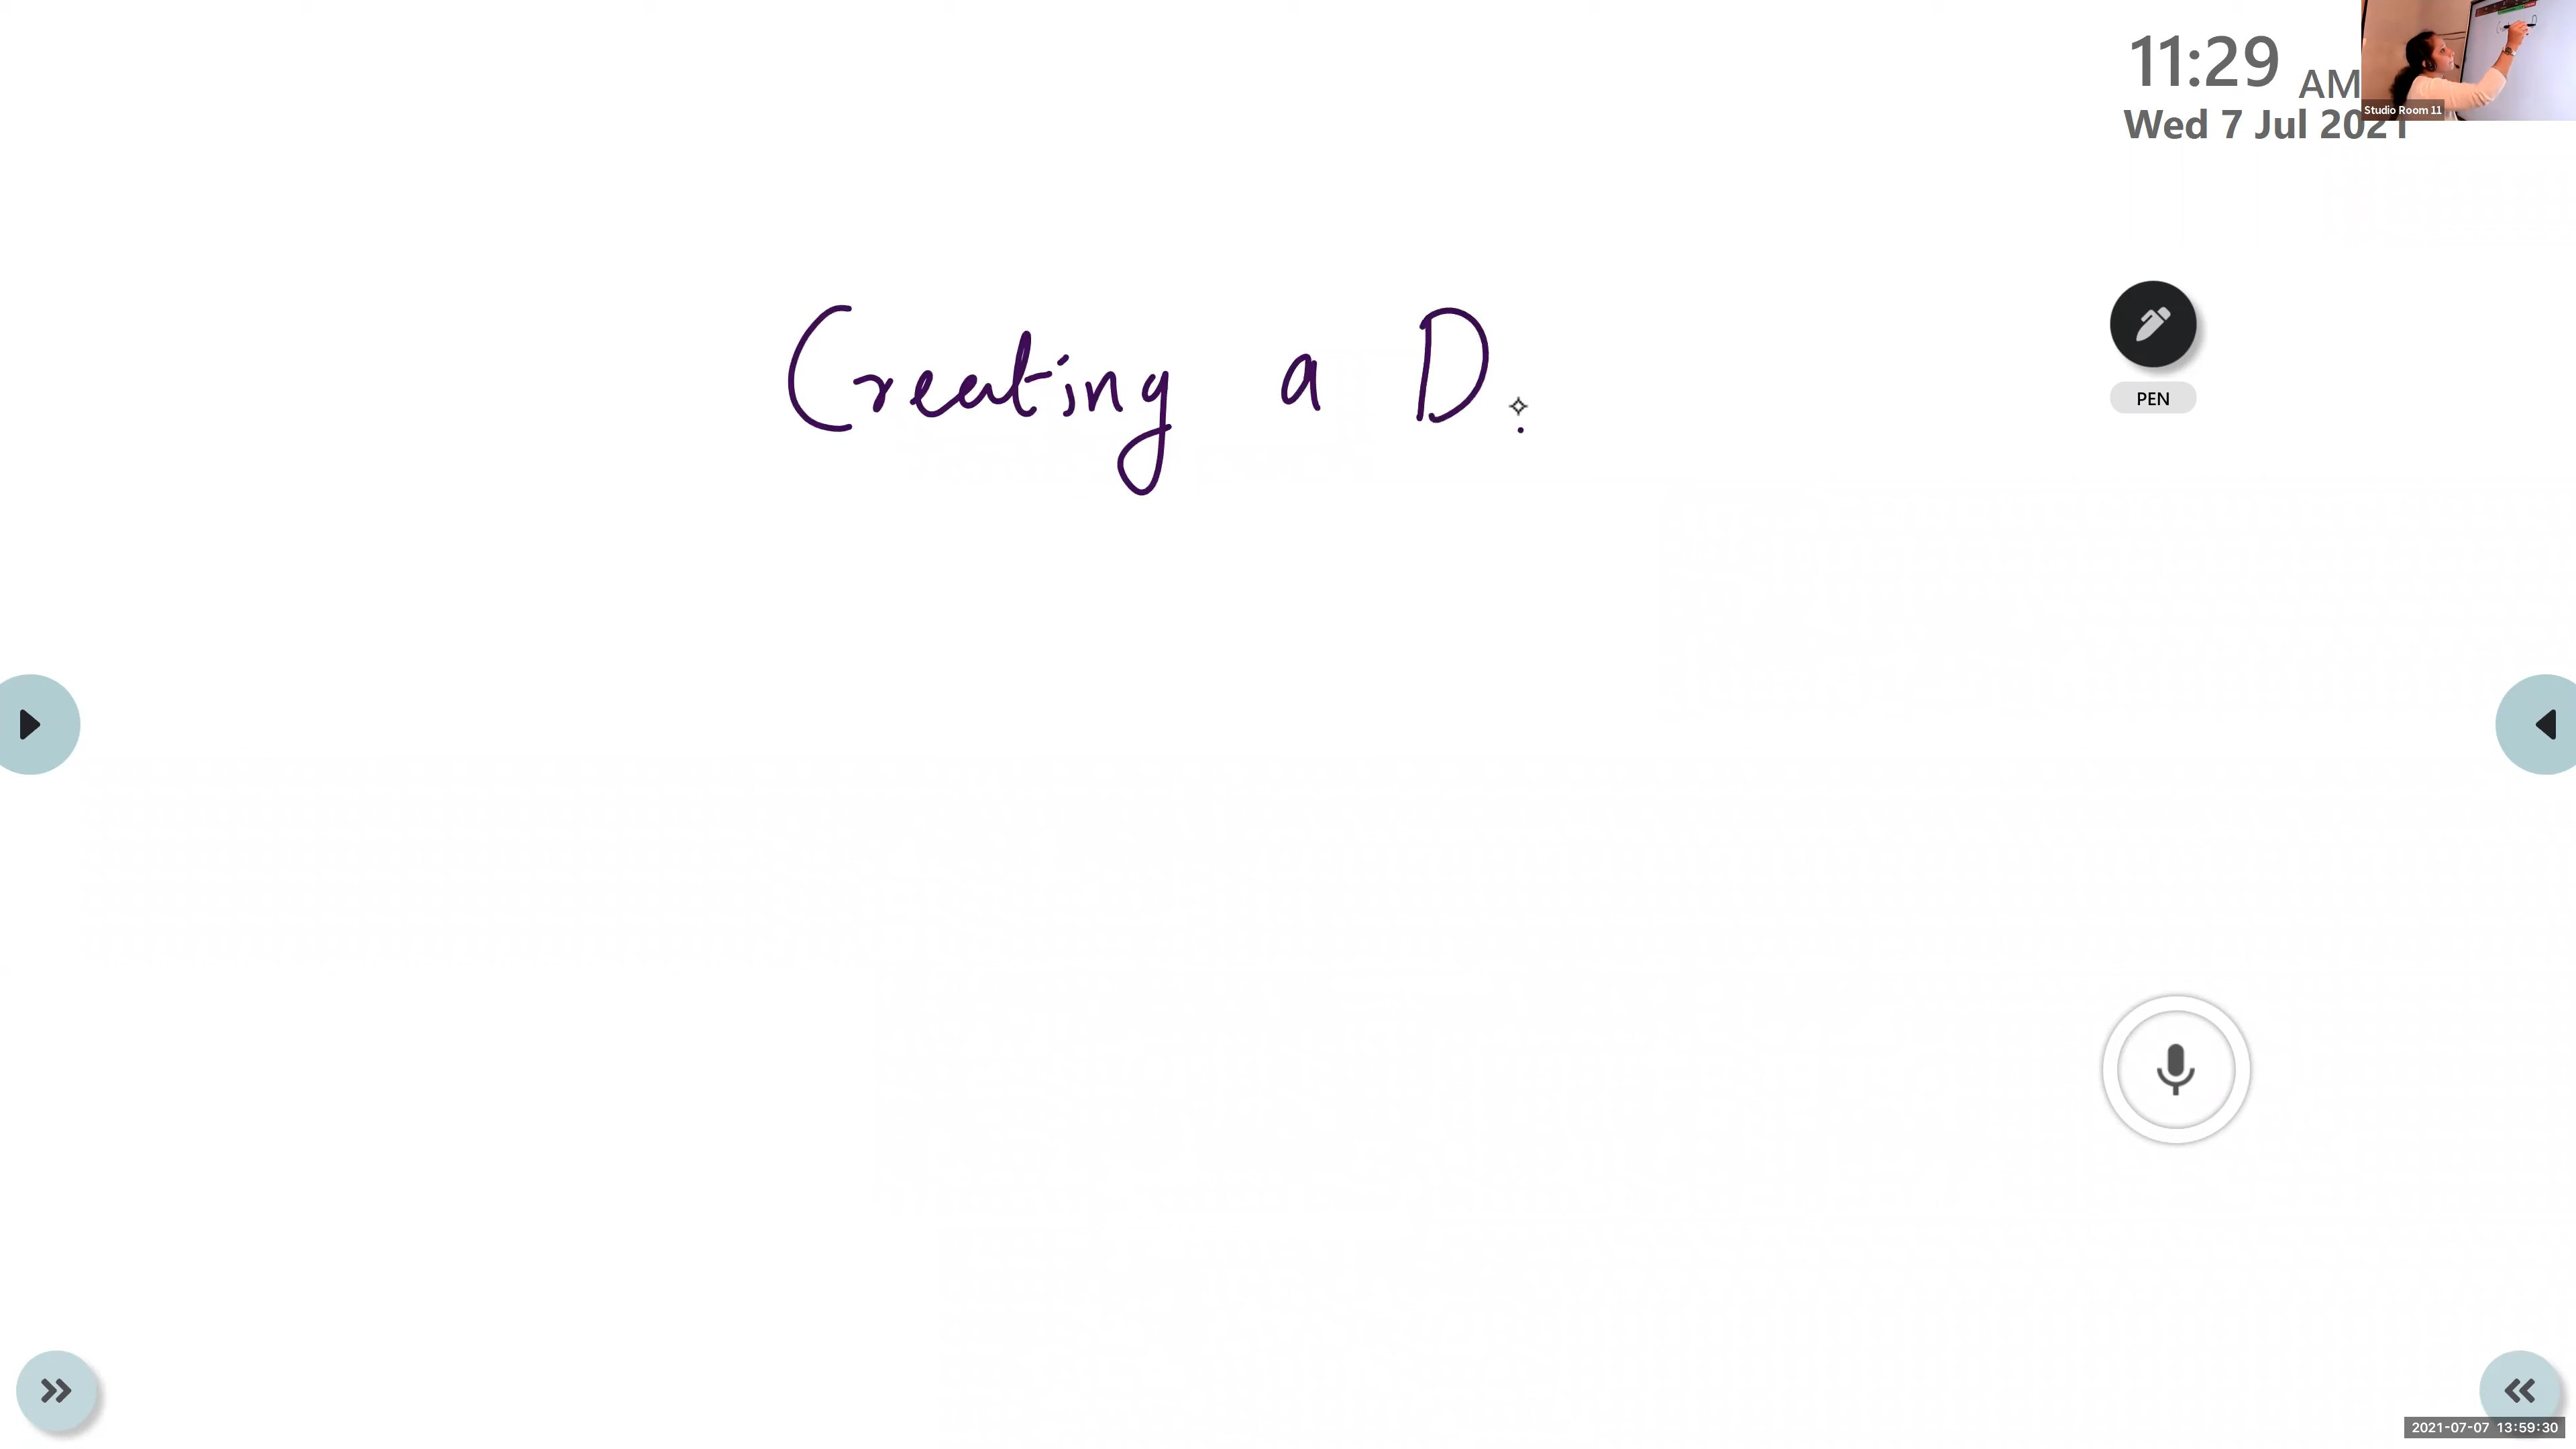 11:29 AM
Studio Room 11
Wed 7 Jul 2021
Creating a D.
PEN
2021-07-07 13:59:30